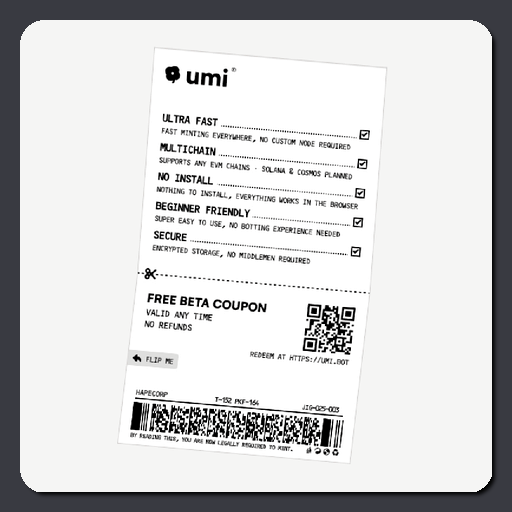 umi
ULTRA FAST
FAST MINTING EVERYWHERE, NO CUSTOM NODE REQUIRED
MULTICHAIN
SUPPORTS ANY EVM CHAINS - SOLANA & COSMOS PLANNED
NO INSTALL
NOTHING TO INSTALL, EVERYTHING WORKS IN THE BROWSER
BEGINNER FRIENDLY
SUPER EASY TO USE, NO BOTTING EXPERIENCE NEEDED
SECURE
ENCRYPTED STORAGE, NO MIDDLEMEN REQUIRED
FREE BETA COUPON
VALID ANY TIME
NO REFUNDS
REDEEM AT HTTPS://UMI.BOT
FLIP ME
HAPECORP T-152 PKF-164 JIG-025-003
BY READING THIS, YOU ARE NOW LEGALLY REQUIRED TO MINT.